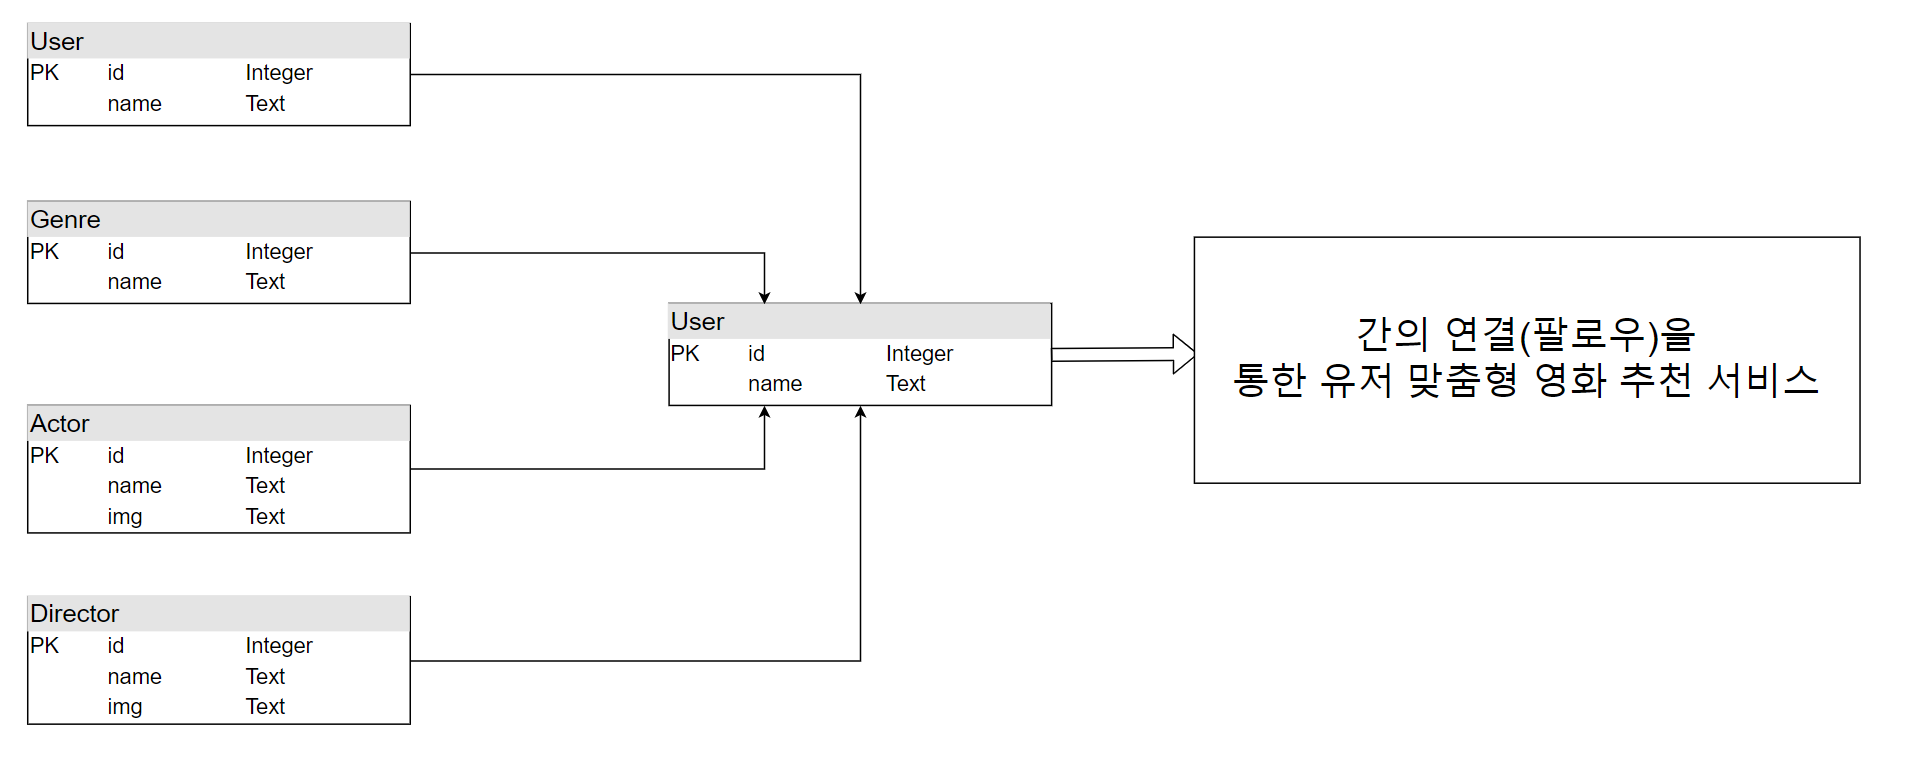 User
PK id Integer
name Text
Genre
PK id Integer
name Text
Actor
PK id Integer
name Text
img Text
Director
PK id Integer
name Text
img Text
User
PK id Integer
name Text
간의 연결(팔로우)을
통한 유저 맞춤형 영화 추천 서비스